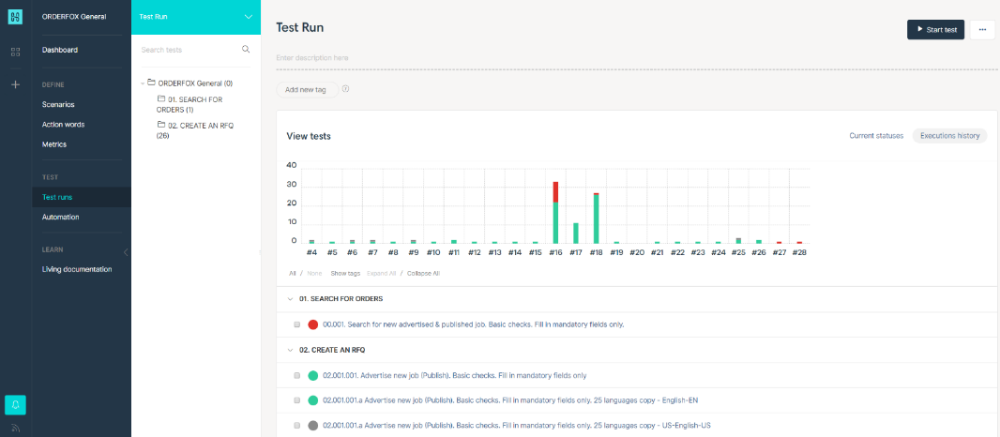 ORDERFOX General
Dashboard
DEFINE
Scenarios
Action words
Metrics
TEST
Test runs
Automation
LEARN
Living documentation
Test Run
Search tests
ORDERFOX General (0)
01. SEARCH FOR
ORDERS (1)
02. CREATE AN RFQ
(26)
Test Run
Start test
Enter description here
Add new tag
View tests
Current statuses
Executions history
40
30
20
10
0
#4 #5 #6 #7 #8 #9 #10 #11 #12 #13 #14 #15 #16 #17 #18 #19 #20 #21 #22 #23 #24 #25 #26 #27 #28
All / None Show tags Expand All / Collapse All
01. SEARCH FOR ORDERS
00.001. Search for new advertised & published job. Basic checks. Fill in mandatory fields only.
02. CREATE AN RFQ
02.001.001. Advertise new job (Publish). Basic checks. Fill in mandatory fields only
02.001.001.a Advertise new job (Publish). Basic checks. Fill in mandatory fields only. 25 languages copy - English-EN
02.001.001.a Advertise new job (Publish). Basic checks. Fill in mandatory fields only. 25 languages copy - US-English-US